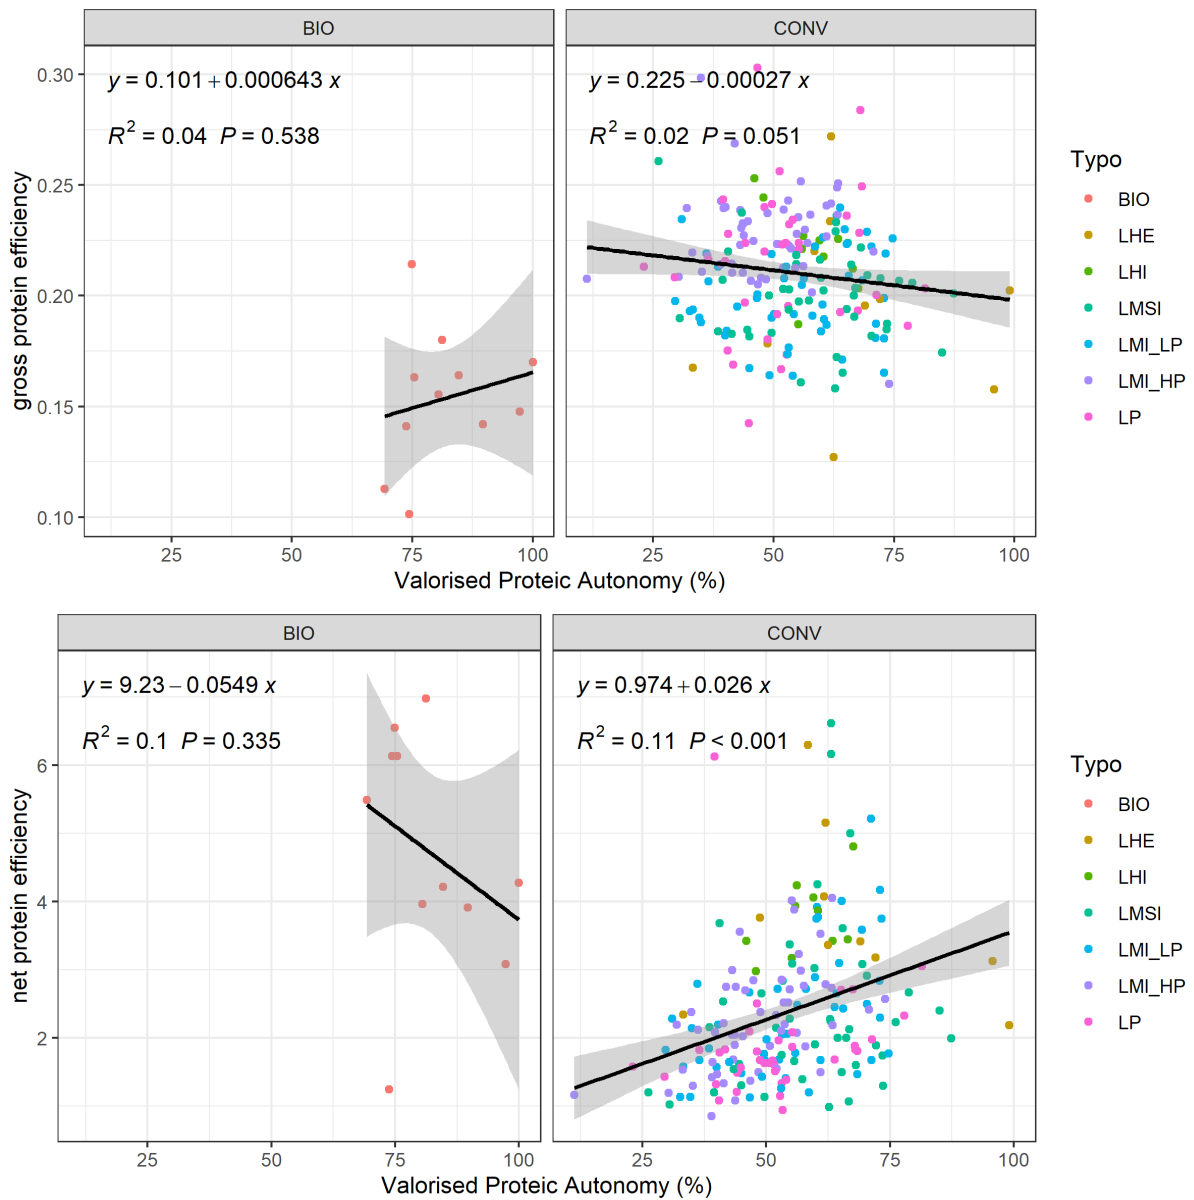 BIO
CONV
y = 0.101 + 0.000643 x
R² = 0.04 P = 0.538
y = 0.225 − 0.00027 x
R² = 0.02 P = 0.051
0.30
0.25
0.20
0.15
0.10
gross protein efficiency
25 50 75 100
25 50 75 100
Valorised Proteic Autonomy (%)
Typo
BIO
LHE
LHI
LMSI
LMI_LP
LMI_HP
LP
BIO
CONV
y = 9.23 − 0.0549 x
R² = 0.1 P = 0.335
y = 0.974 + 0.026 x
R² = 0.11 P < 0.001
6
4
2
net protein efficiency
25 50 75 100
25 50 75 100
Valorised Proteic Autonomy (%)
Typo
BIO
LHE
LHI
LMSI
LMI_LP
LMI_HP
LP